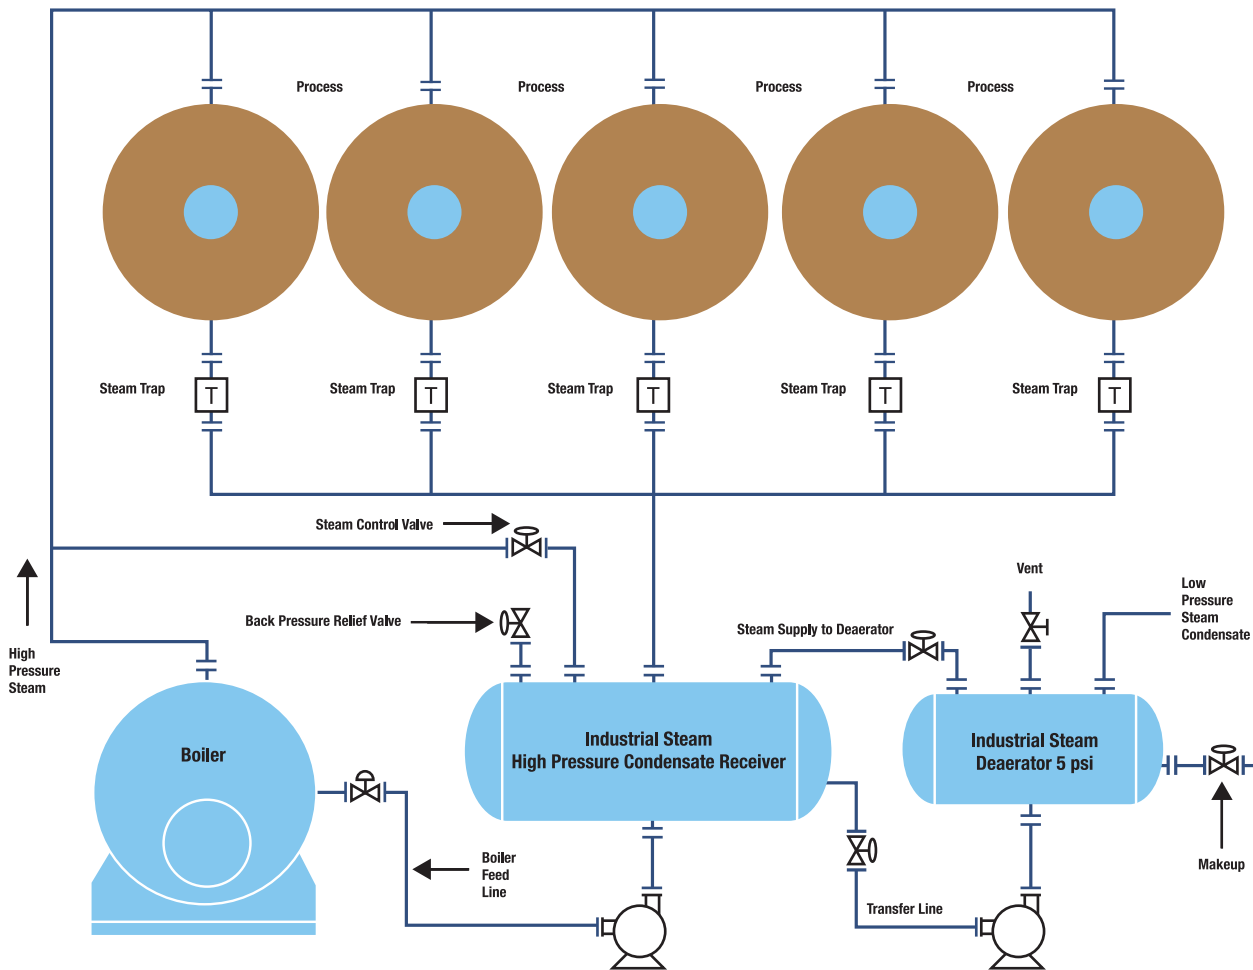 Process
Process
Process
Process
Steam Trap
T
Steam Trap
T
Steam Trap
T
Steam Trap
T
Steam Trap
T
Steam Control Valve
High
Pressure
Steam
Back Pressure Relief Valve
Steam Supply to Deaerator
Vent
Low
Pressure
Steam
Condensate
Boiler
Industrial Steam
High Pressure Condensate Receiver
Industrial Steam
Deaerator 5 psi
Boiler
Feed
Line
Transfer Line
Makeup